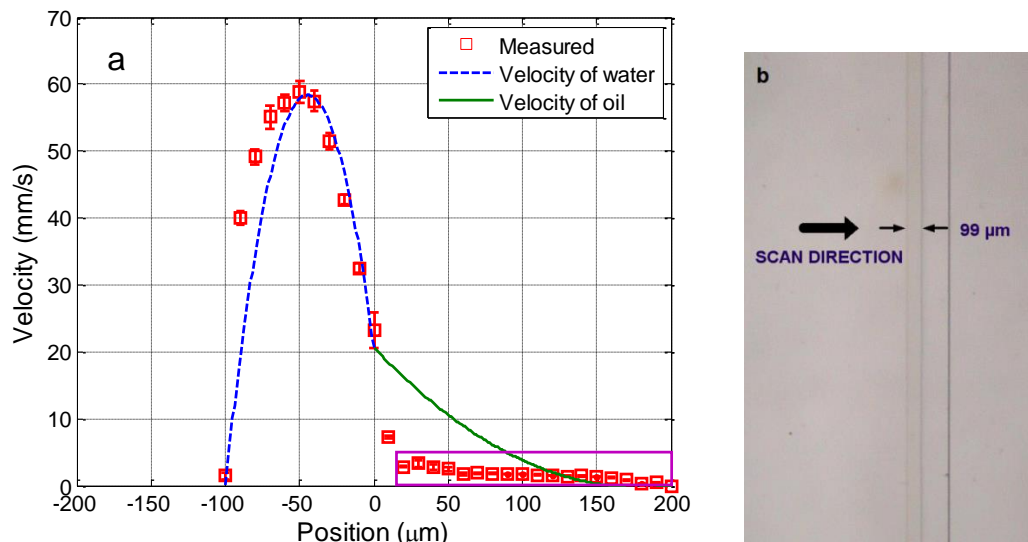 a
70
60
50
40
30
20
10
0
Velocity (mm/s)
-200 -150 -100 -50 0 50 100 150 200
Position (μm)
Measured
Velocity of water
Velocity of oil
b
99 μm
SCAN DIRECTION